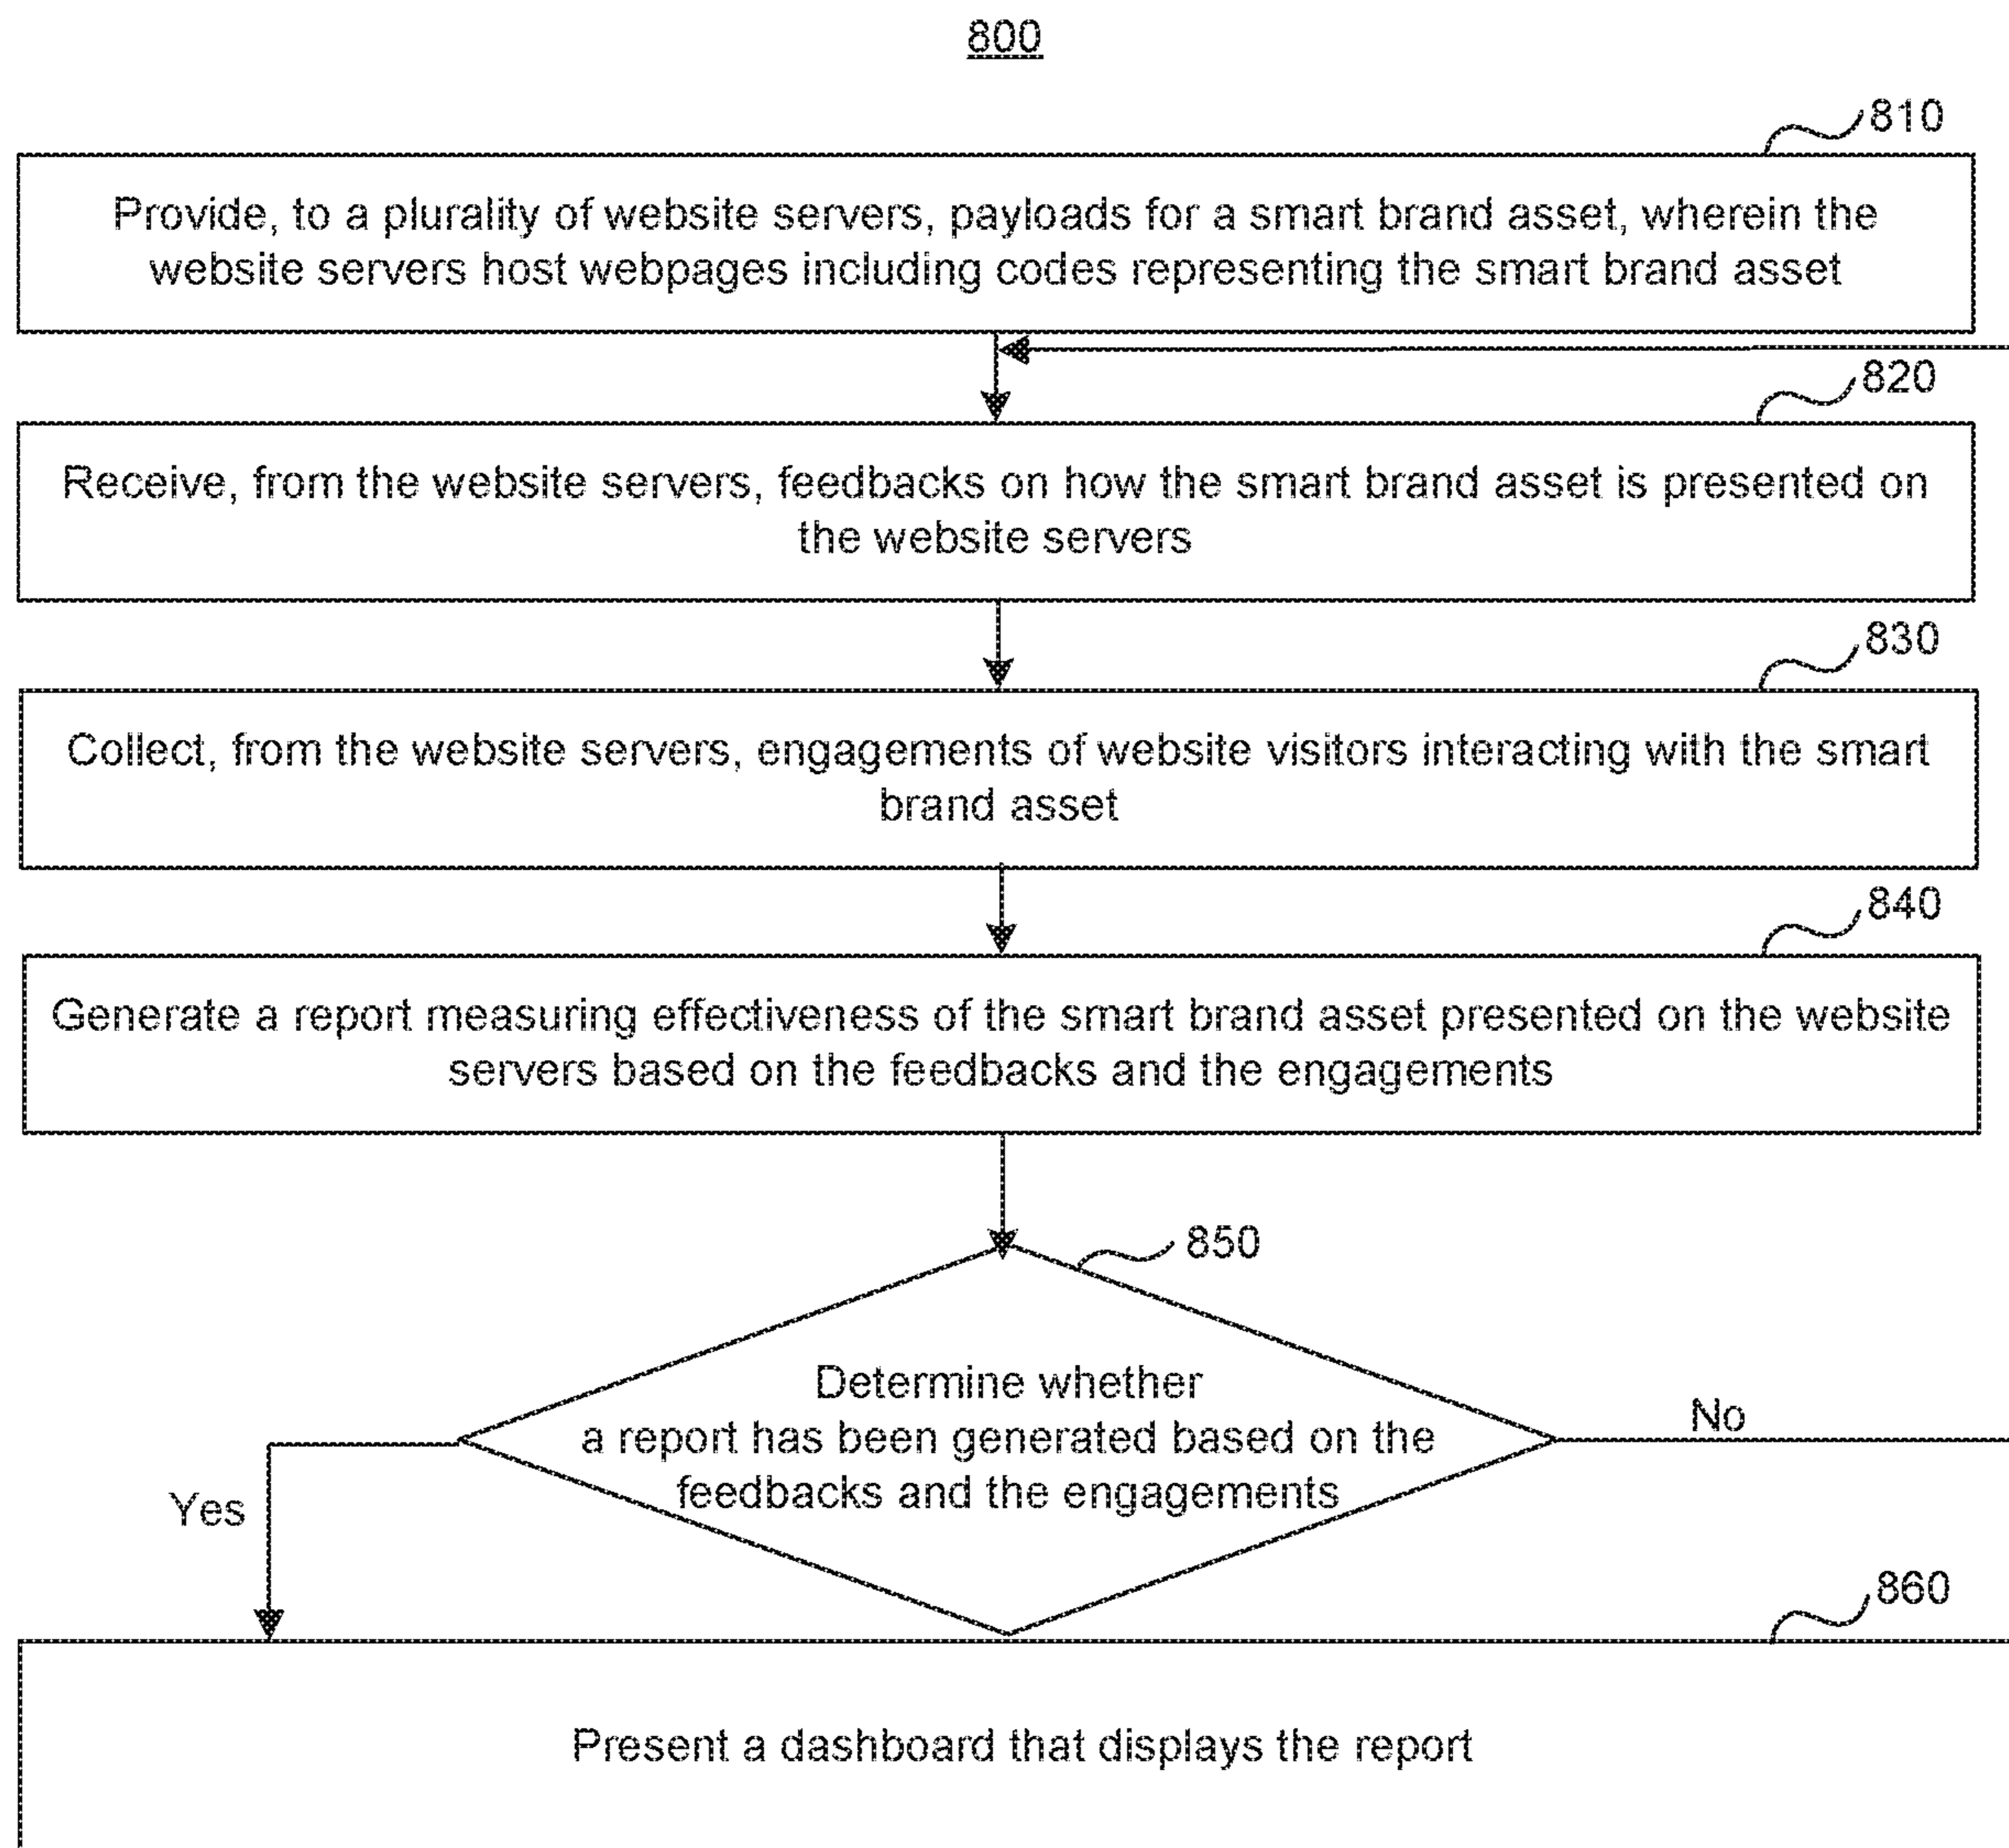 800
810
Provide, to a plurality of website servers, payloads for a smart brand asset, wherein the
website servers host webpages including codes representing the smart brand asset
820
Receive, from the website servers, feedbacks on how the smart brand asset is presented on
the website servers
830
Collect, from the website servers, engagements of website visitors interacting with the smart
brand asset
840
Generate a report measuring effectiveness of the smart brand asset presented on the website
servers based on the feedbacks and the engagements
850
Determine whether
a report has been generated based on the
feedbacks and the engagements
No
Yes
860
Present a dashboard that displays the report